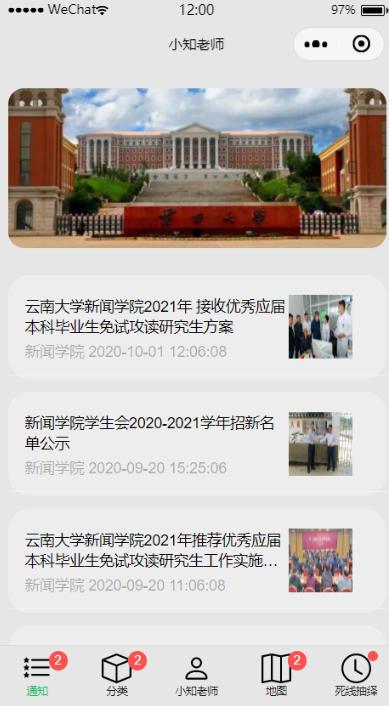 WeChat 12:00 97%
小知老师
云南大学
云南大学新闻学院2021年 接收优秀应届
本科毕业生免试攻读研究生方案
新闻学院 2020-10-01 12:06:08
新闻学院学生会2020-2021学年招新名
单公示
新闻学院 2020-09-20 15:25:06
云南大学新闻学院2021年推荐优秀应届
本科毕业生免试攻读研究生工作实施…
新闻学院 2020-09-20 11:06:08
2 2 2
通知 分类 小知老师 地图 死线抽绎